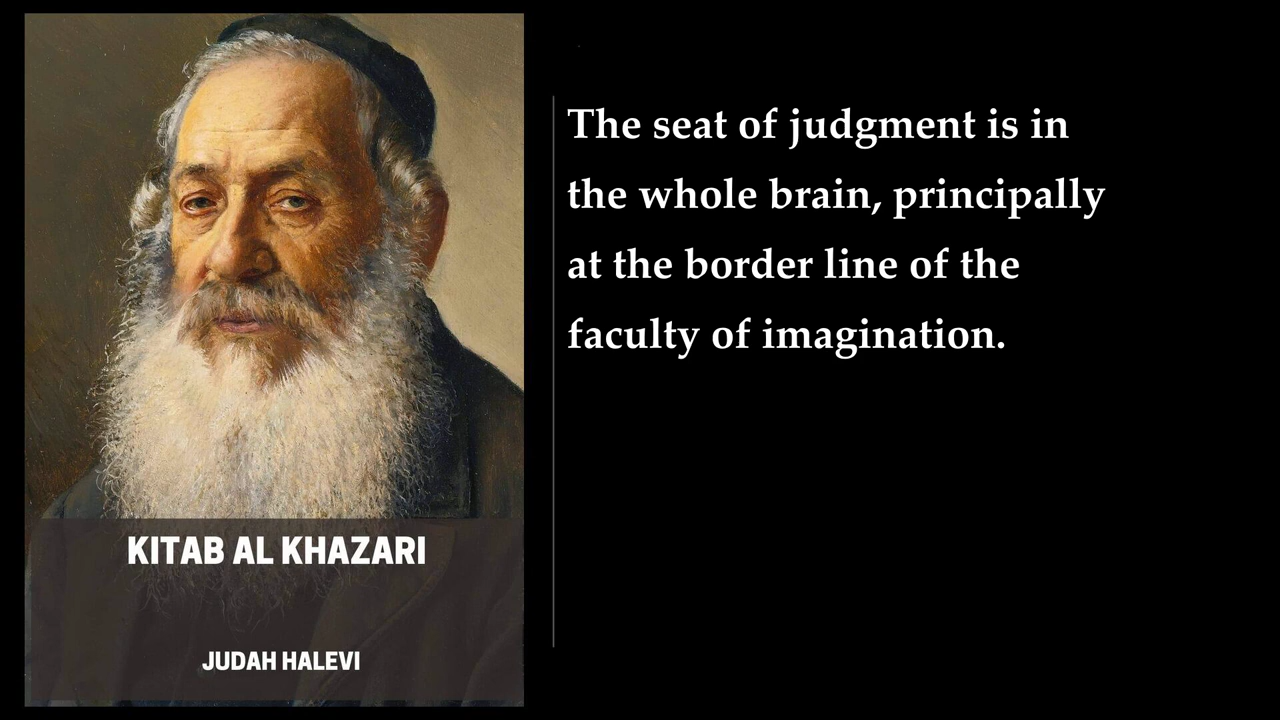 KITAB AL KHAZARI
JUDAH HALEVI
The seat of judgment is in
the whole brain, principally
at the border line of the
faculty of imagination.